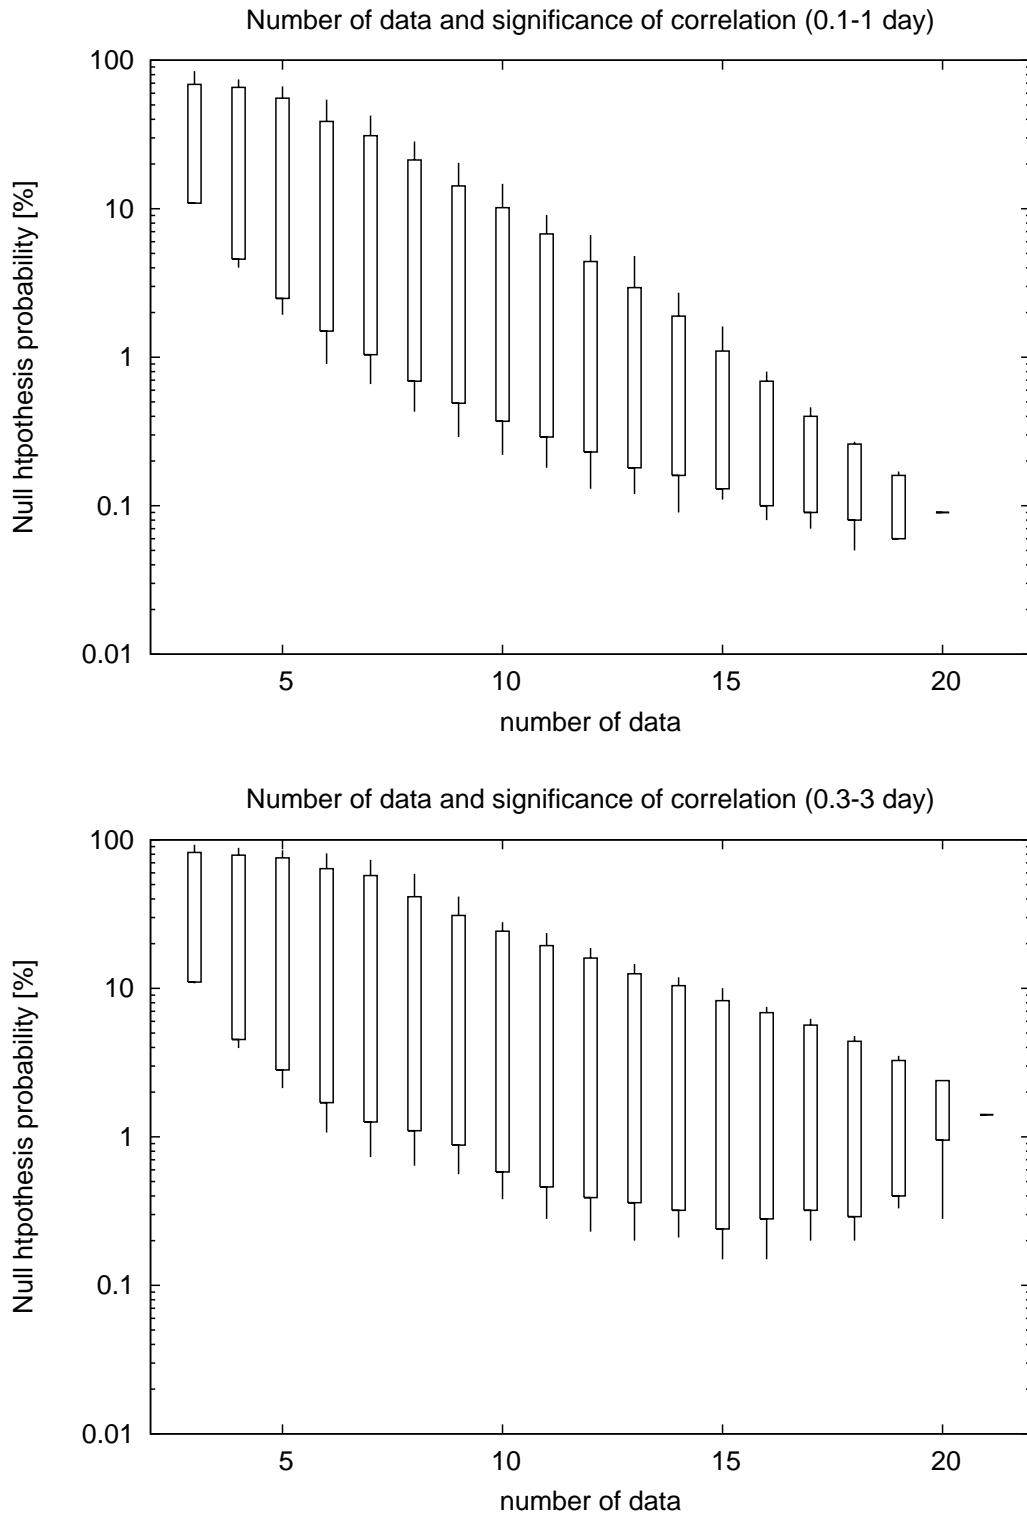 Number of data and significance of correlation (0.1-1 day)
100
10
1
0.1
0.01
Null htpothesis probability [%]
5 10 15 20
number of data
Number of data and significance of correlation (0.3-3 day)
100
10
1
0.1
0.01
Null htpothesis probability [%]
5 10 15 20
number of data